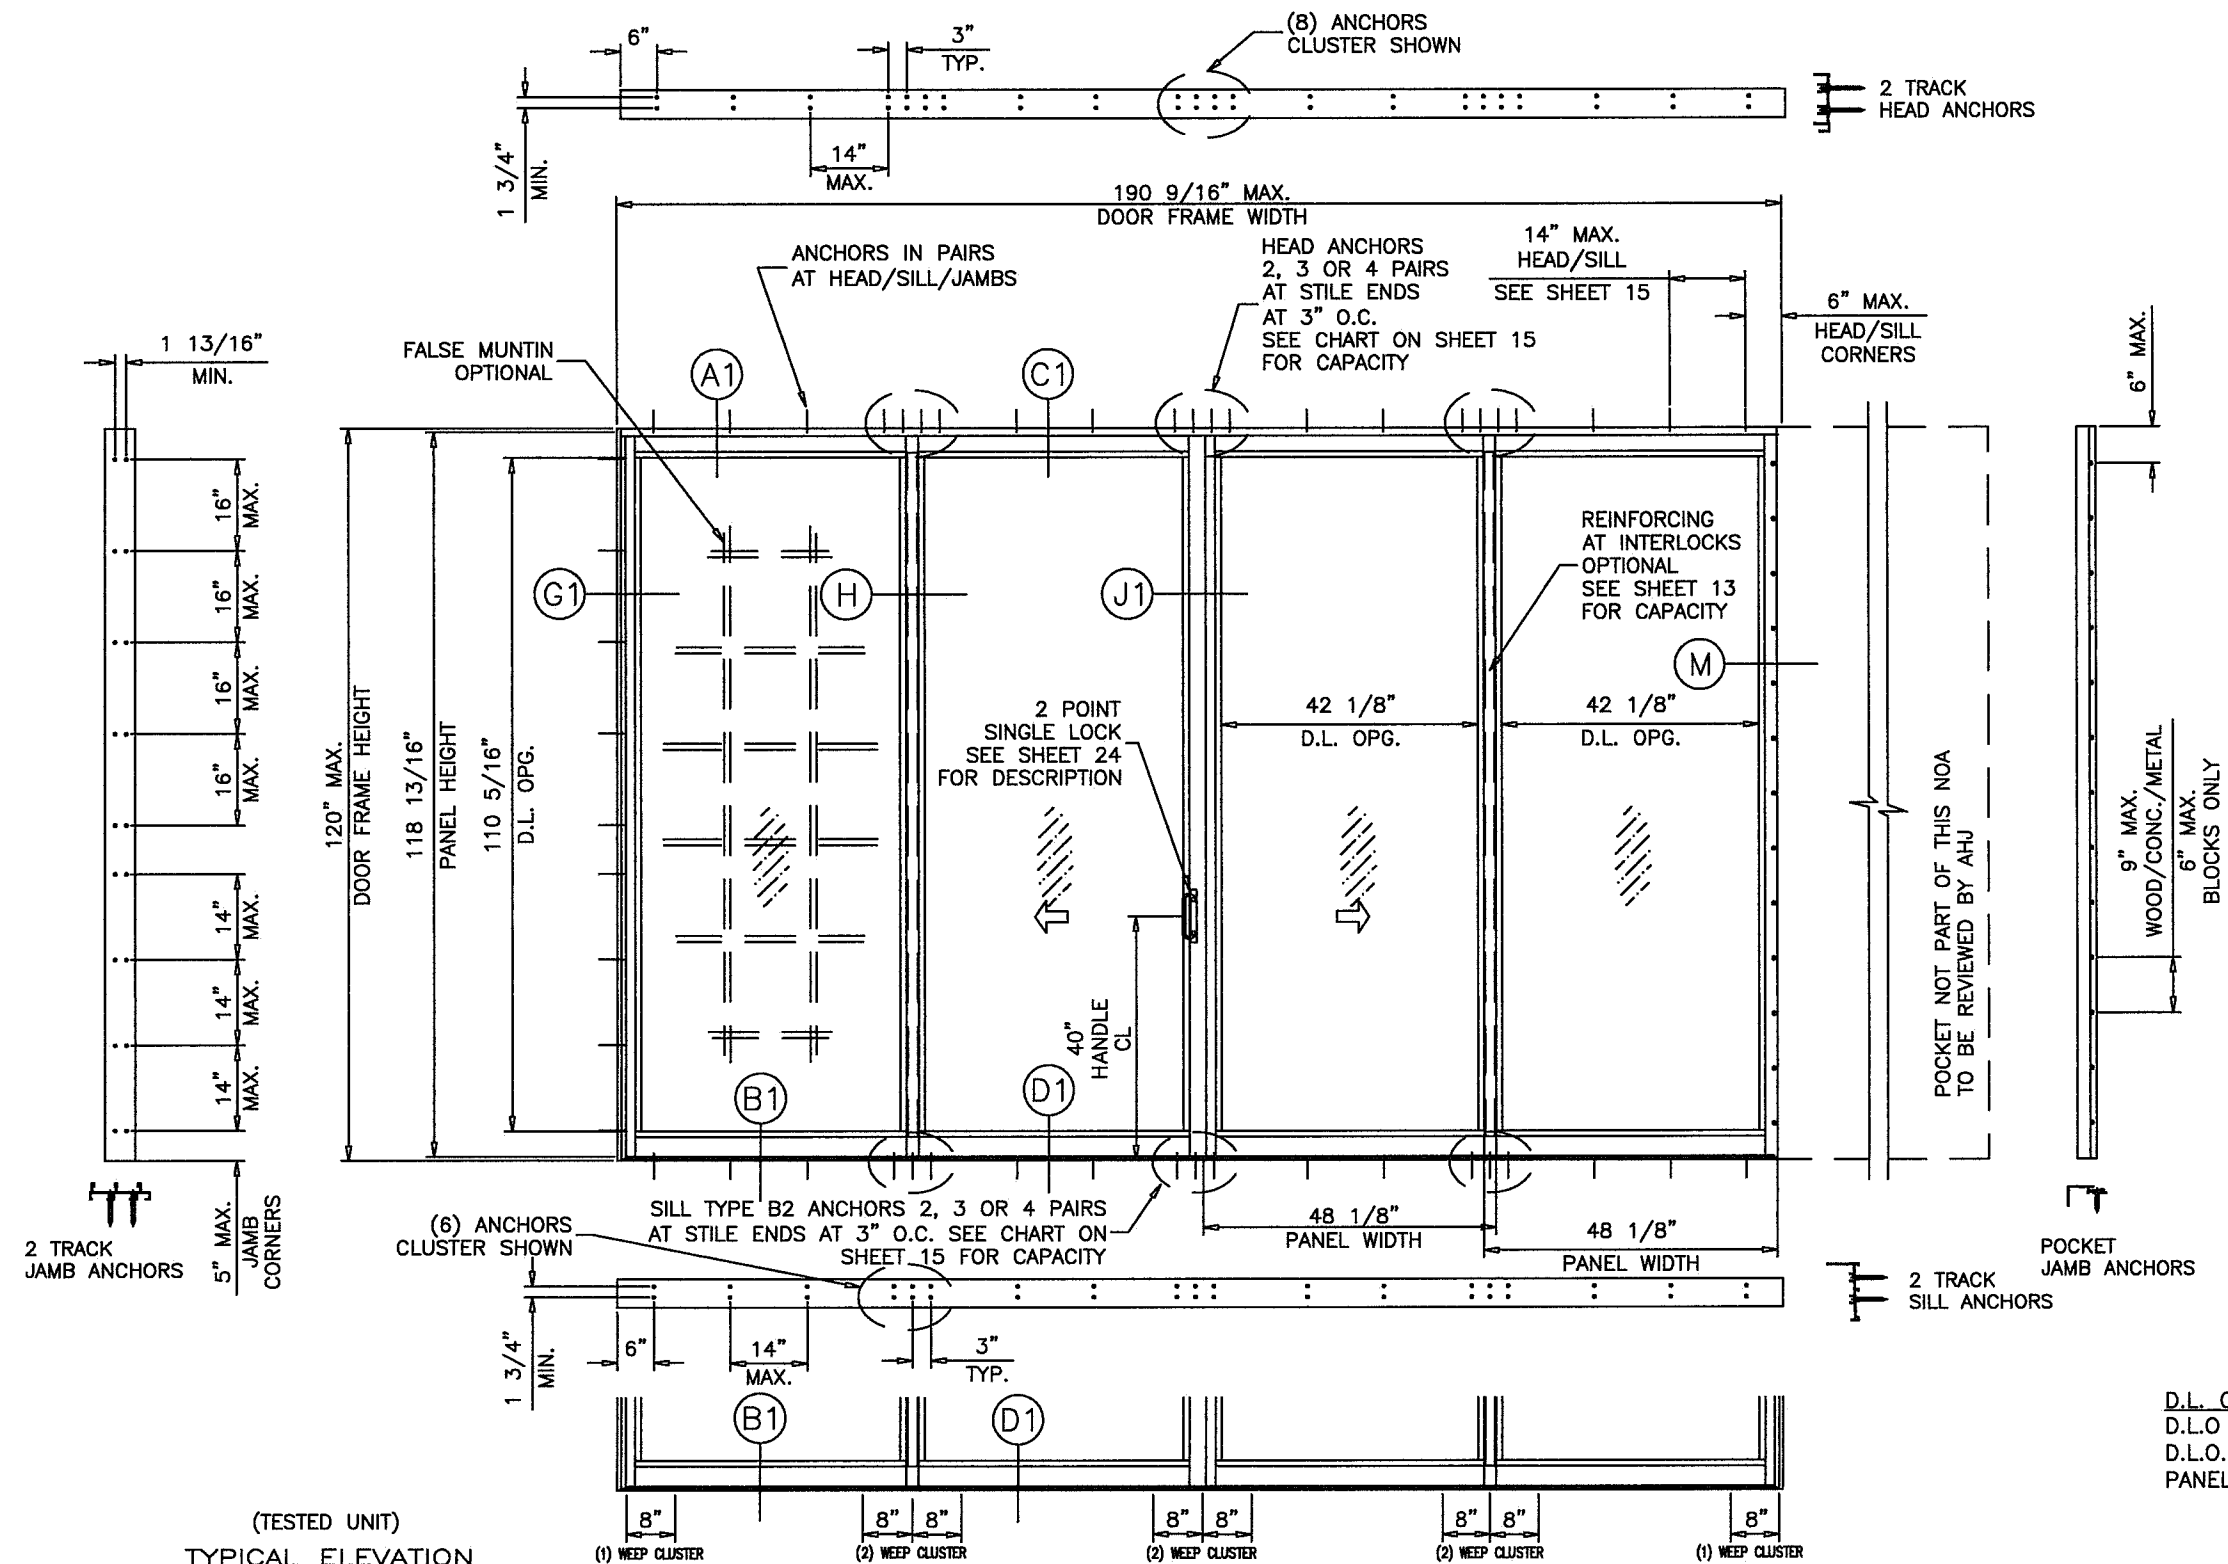 6"
3"
TYP.
(8) ANCHORS
CLUSTER SHOWN
2 TRACK
HEAD ANCHORS
1 3/4"
MIN.
14"
MAX.
190 9/16" MAX.
DOOR FRAME WIDTH
ANCHORS IN PAIRS
AT HEAD/SILL/JAMBS
HEAD ANCHORS
2, 3 OR 4 PAIRS
AT STILE ENDS
AT 3" O.C.
SEE CHART ON SHEET 15
FOR CAPACITY
14" MAX.
HEAD/SILL
SEE SHEET 15
6" MAX.
HEAD/SILL
CORNERS
6" MAX.
1 13/16"
MIN.
FALSE MUNTIN
OPTIONAL
A1
C1
16"
MAX.
16"
MAX.
16"
MAX.
16"
MAX.
14"
MAX.
14"
MAX.
14"
MAX.
120" MAX.
DOOR FRAME HEIGHT
118 13/16"
PANEL HEIGHT
110 5/16"
D.L. OPG.
G1
H
J1
REINFORCING
AT INTERLOCKS
OPTIONAL
SEE SHEET 13
FOR CAPACITY
M
2 POINT
SINGLE LOCK
SEE SHEET 24
FOR DESCRIPTION
42 1/8"
D.L. OPG.
42 1/8"
D.L. OPG.
POCKET NOT PART OF THIS NOA
TO BE REVIEWED BY AHJ
9" MAX.
WOOD/CONC./METAL
6" MAX.
BLOCKS ONLY
40"
HANDLE
CL
B1
D1
2 TRACK
JAMB ANCHORS
5" MAX.
JAMB
CORNERS
(6) ANCHORS
CLUSTER SHOWN
SILL TYPE B2 ANCHORS 2, 3 OR 4 PAIRS
AT STILE ENDS AT 3" O.C. SEE CHART ON
SHEET 15 FOR CAPACITY
48 1/8"
PANEL WIDTH
48 1/8"
PANEL WIDTH
POCKET
JAMB ANCHORS
2 TRACK
SILL ANCHORS
1 3/4"
MIN.
6"
14"
MAX.
3"
TYP.
B1
D1
D.L.
D.L.O
D.L.O.
PANEL
8"
8"
8"
8"
8"
8"
8"
8"
(1) WEEP CLUSTER
(2) WEEP CLUSTER
(2) WEEP CLUSTER
(2) WEEP CLUSTER
(1) WEEP CLUSTER
(TESTED UNIT)
TYPICAL ELEVATION